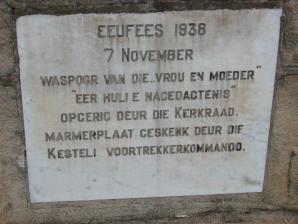 EEUFEES 1938
7 NOVEMBER
WASPOOR VAN DIE „VROU EN MOEDER"
"EER HULLE NAGEDAGTENIS"
OPGERIG DEUR DIE KERKRAAD.
MARMERPLAAT GESKENK DEUR DIE
KESTELL VOORTREKKERKOMMANDO.